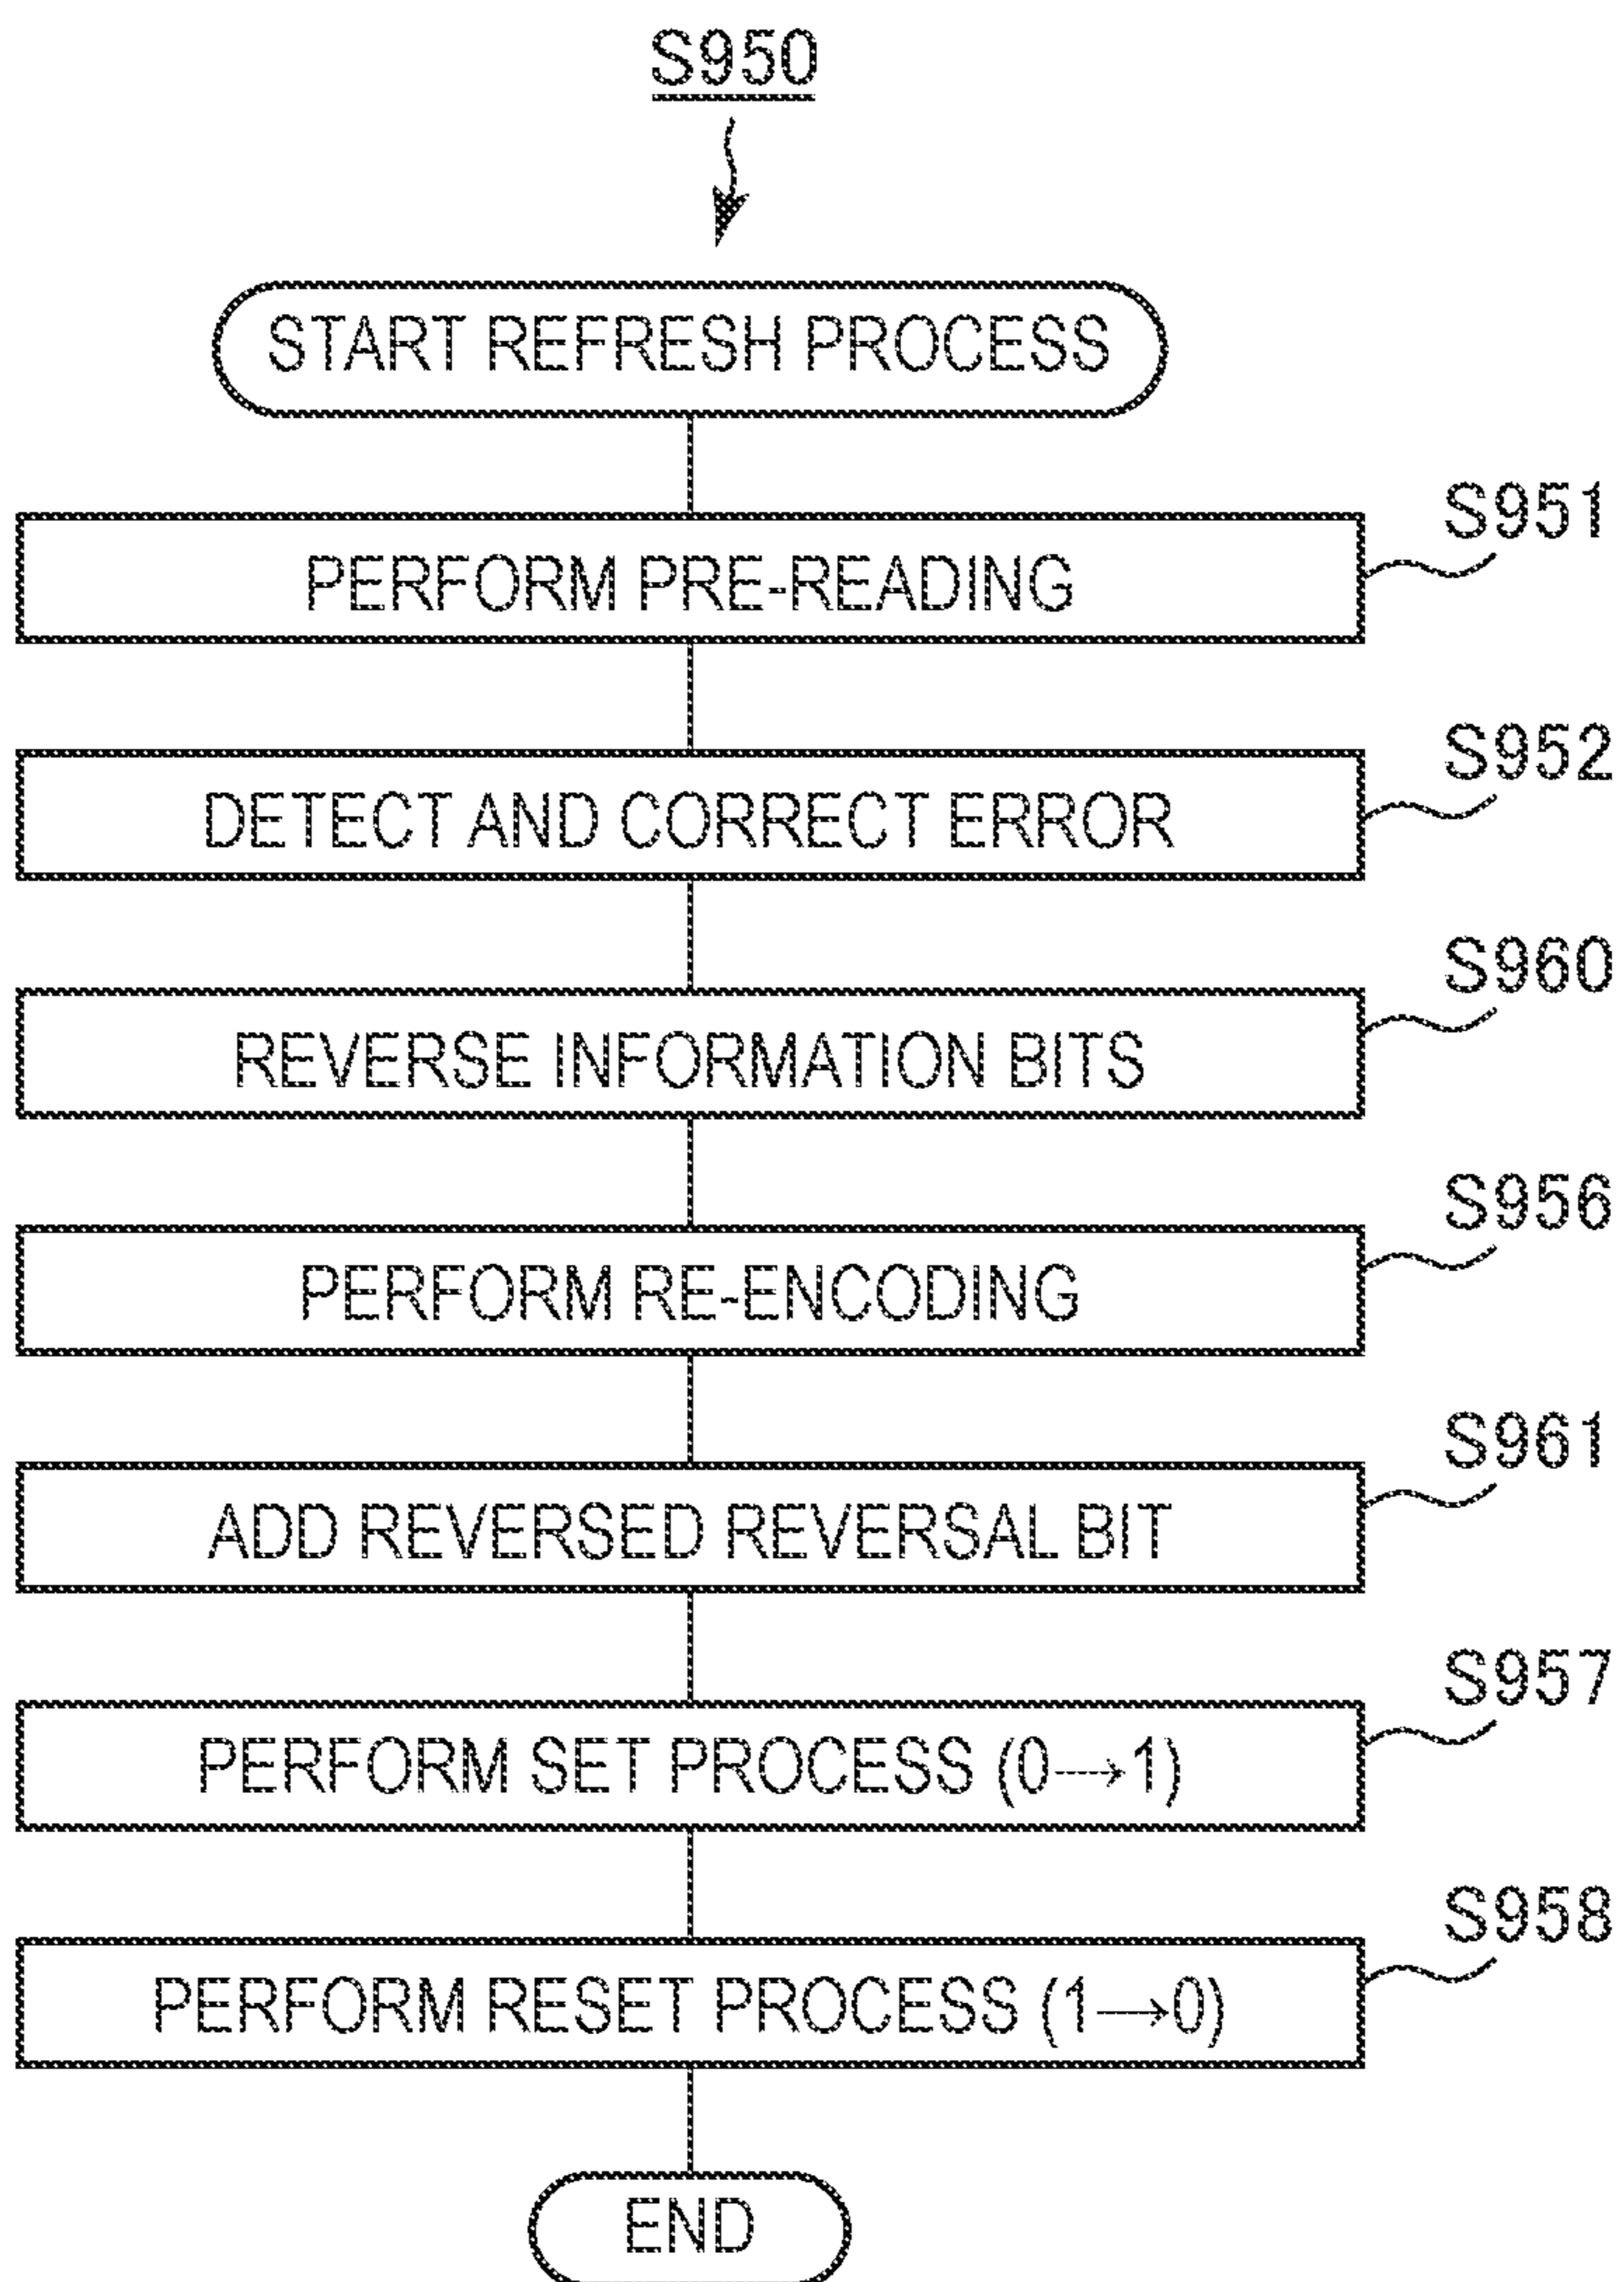 S950
START REFRESH PROCESS
S951
PERFORM PRE-READING
S952
DETECT AND CORRECT ERROR
S960
REVERSE INFORMATION BITS
S956
PERFORM RE-ENCODING
S961
ADD REVERSED REVERSAL BIT
S957
PERFORM SET PROCESS (0→1)
S958
PERFORM RESET PROCESS (1→0)
END